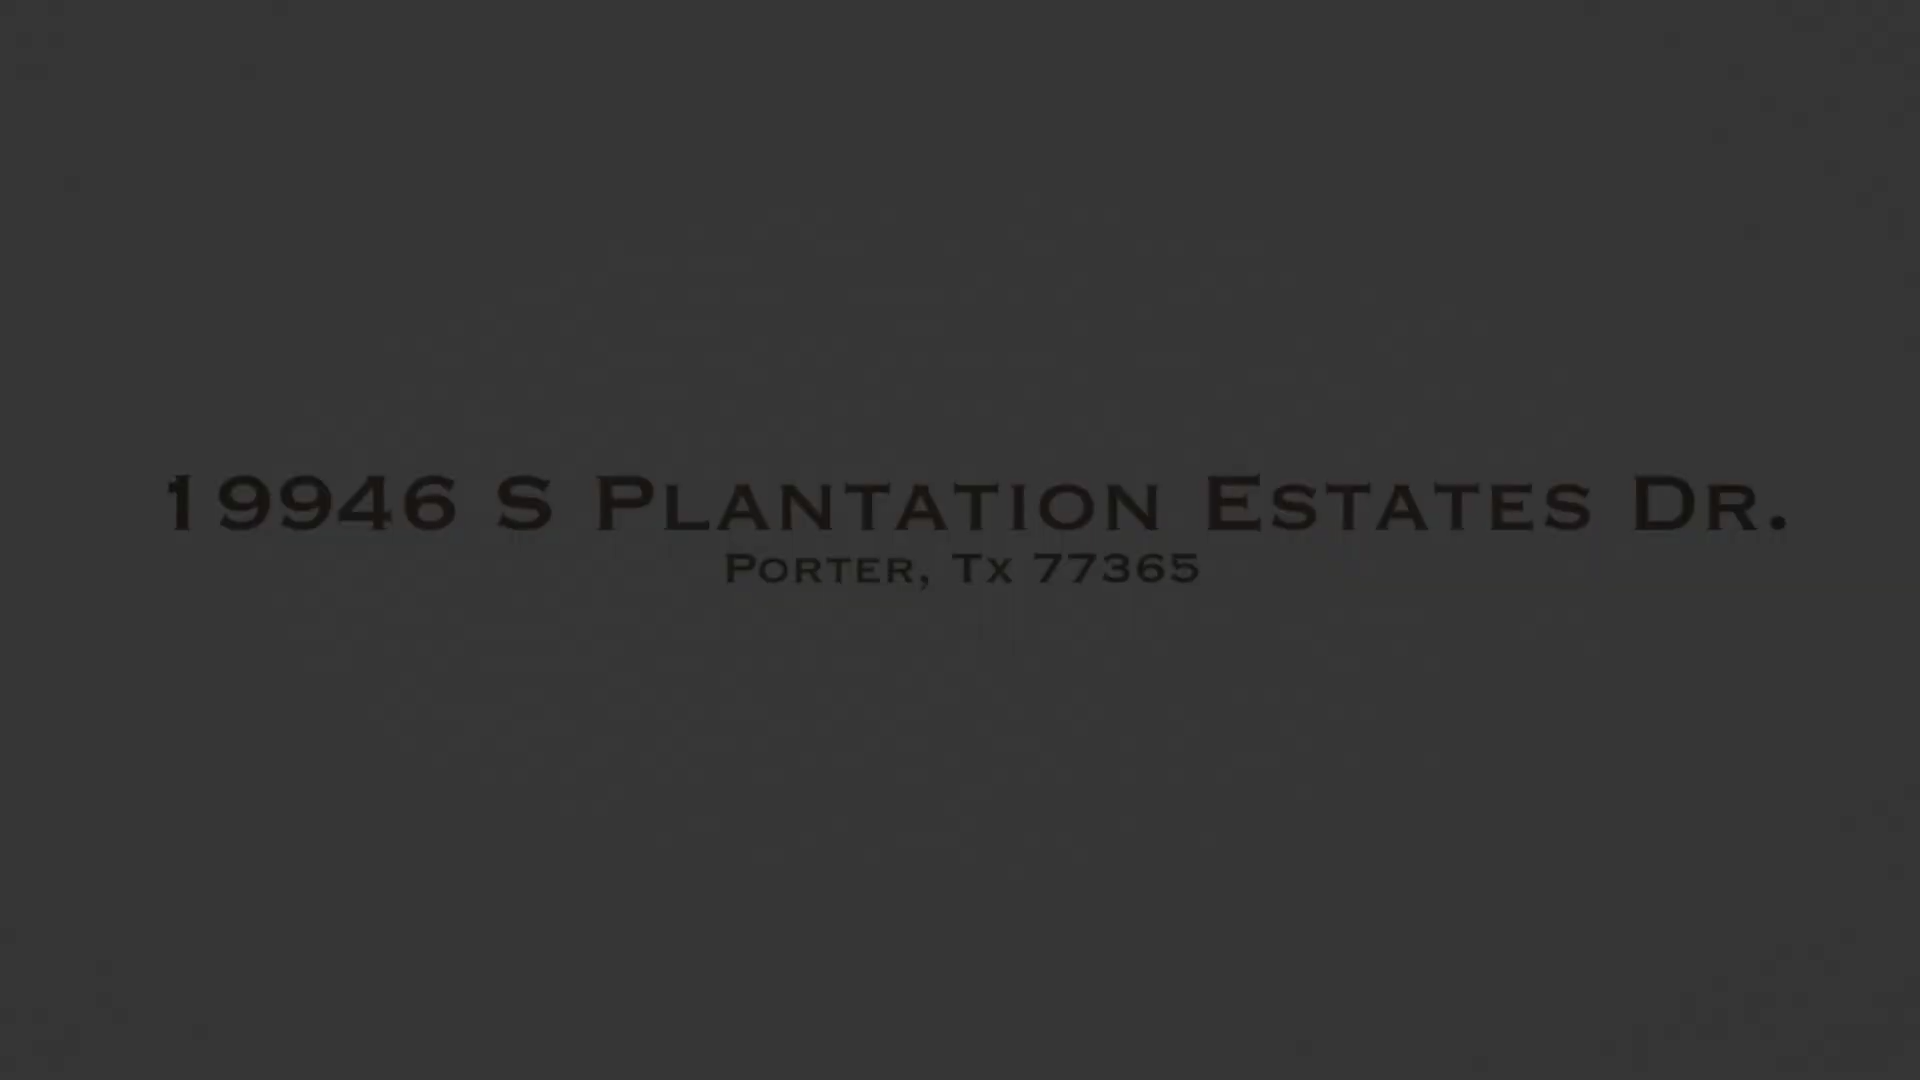 19946 S Plantation Estates Dr.
Porter, Tx 77365